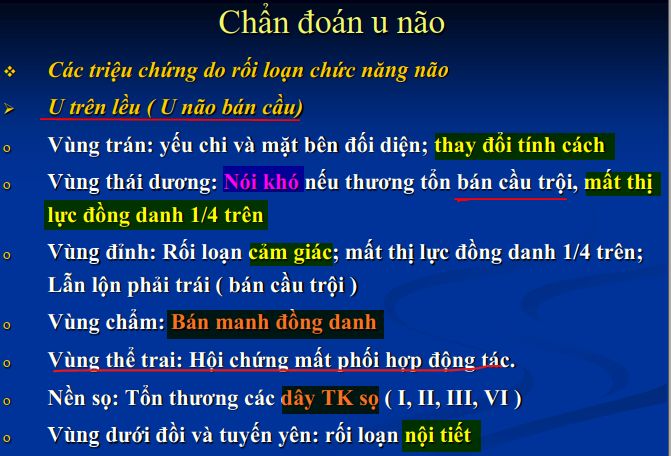 Chẩn đoán u não
Các triệu chứng do rối loạn chức năng não
U trên lều ( U não bán cầu)
Vùng trán: yếu chi và mặt bên đối diện; thay đổi tính cách
Vùng thái dương: Nói khó nếu thương tổn bán cầu trội, mất thị
lực đồng danh 1/4 trên
Vùng đỉnh: Rối loạn cảm giác; mất thị lực đồng danh 1/4 trên;
Lẫn lộn phải trái ( bán cầu trội )
Vùng chẩm: Bán manh đồng danh
Vùng thể trai: Hội chứng mất phối hợp động tác.
Nền sọ: Tổn thương các dây TK sọ ( I, II, III, VI )
Vùng dưới đồi và tuyến yên: rối loạn nội tiết